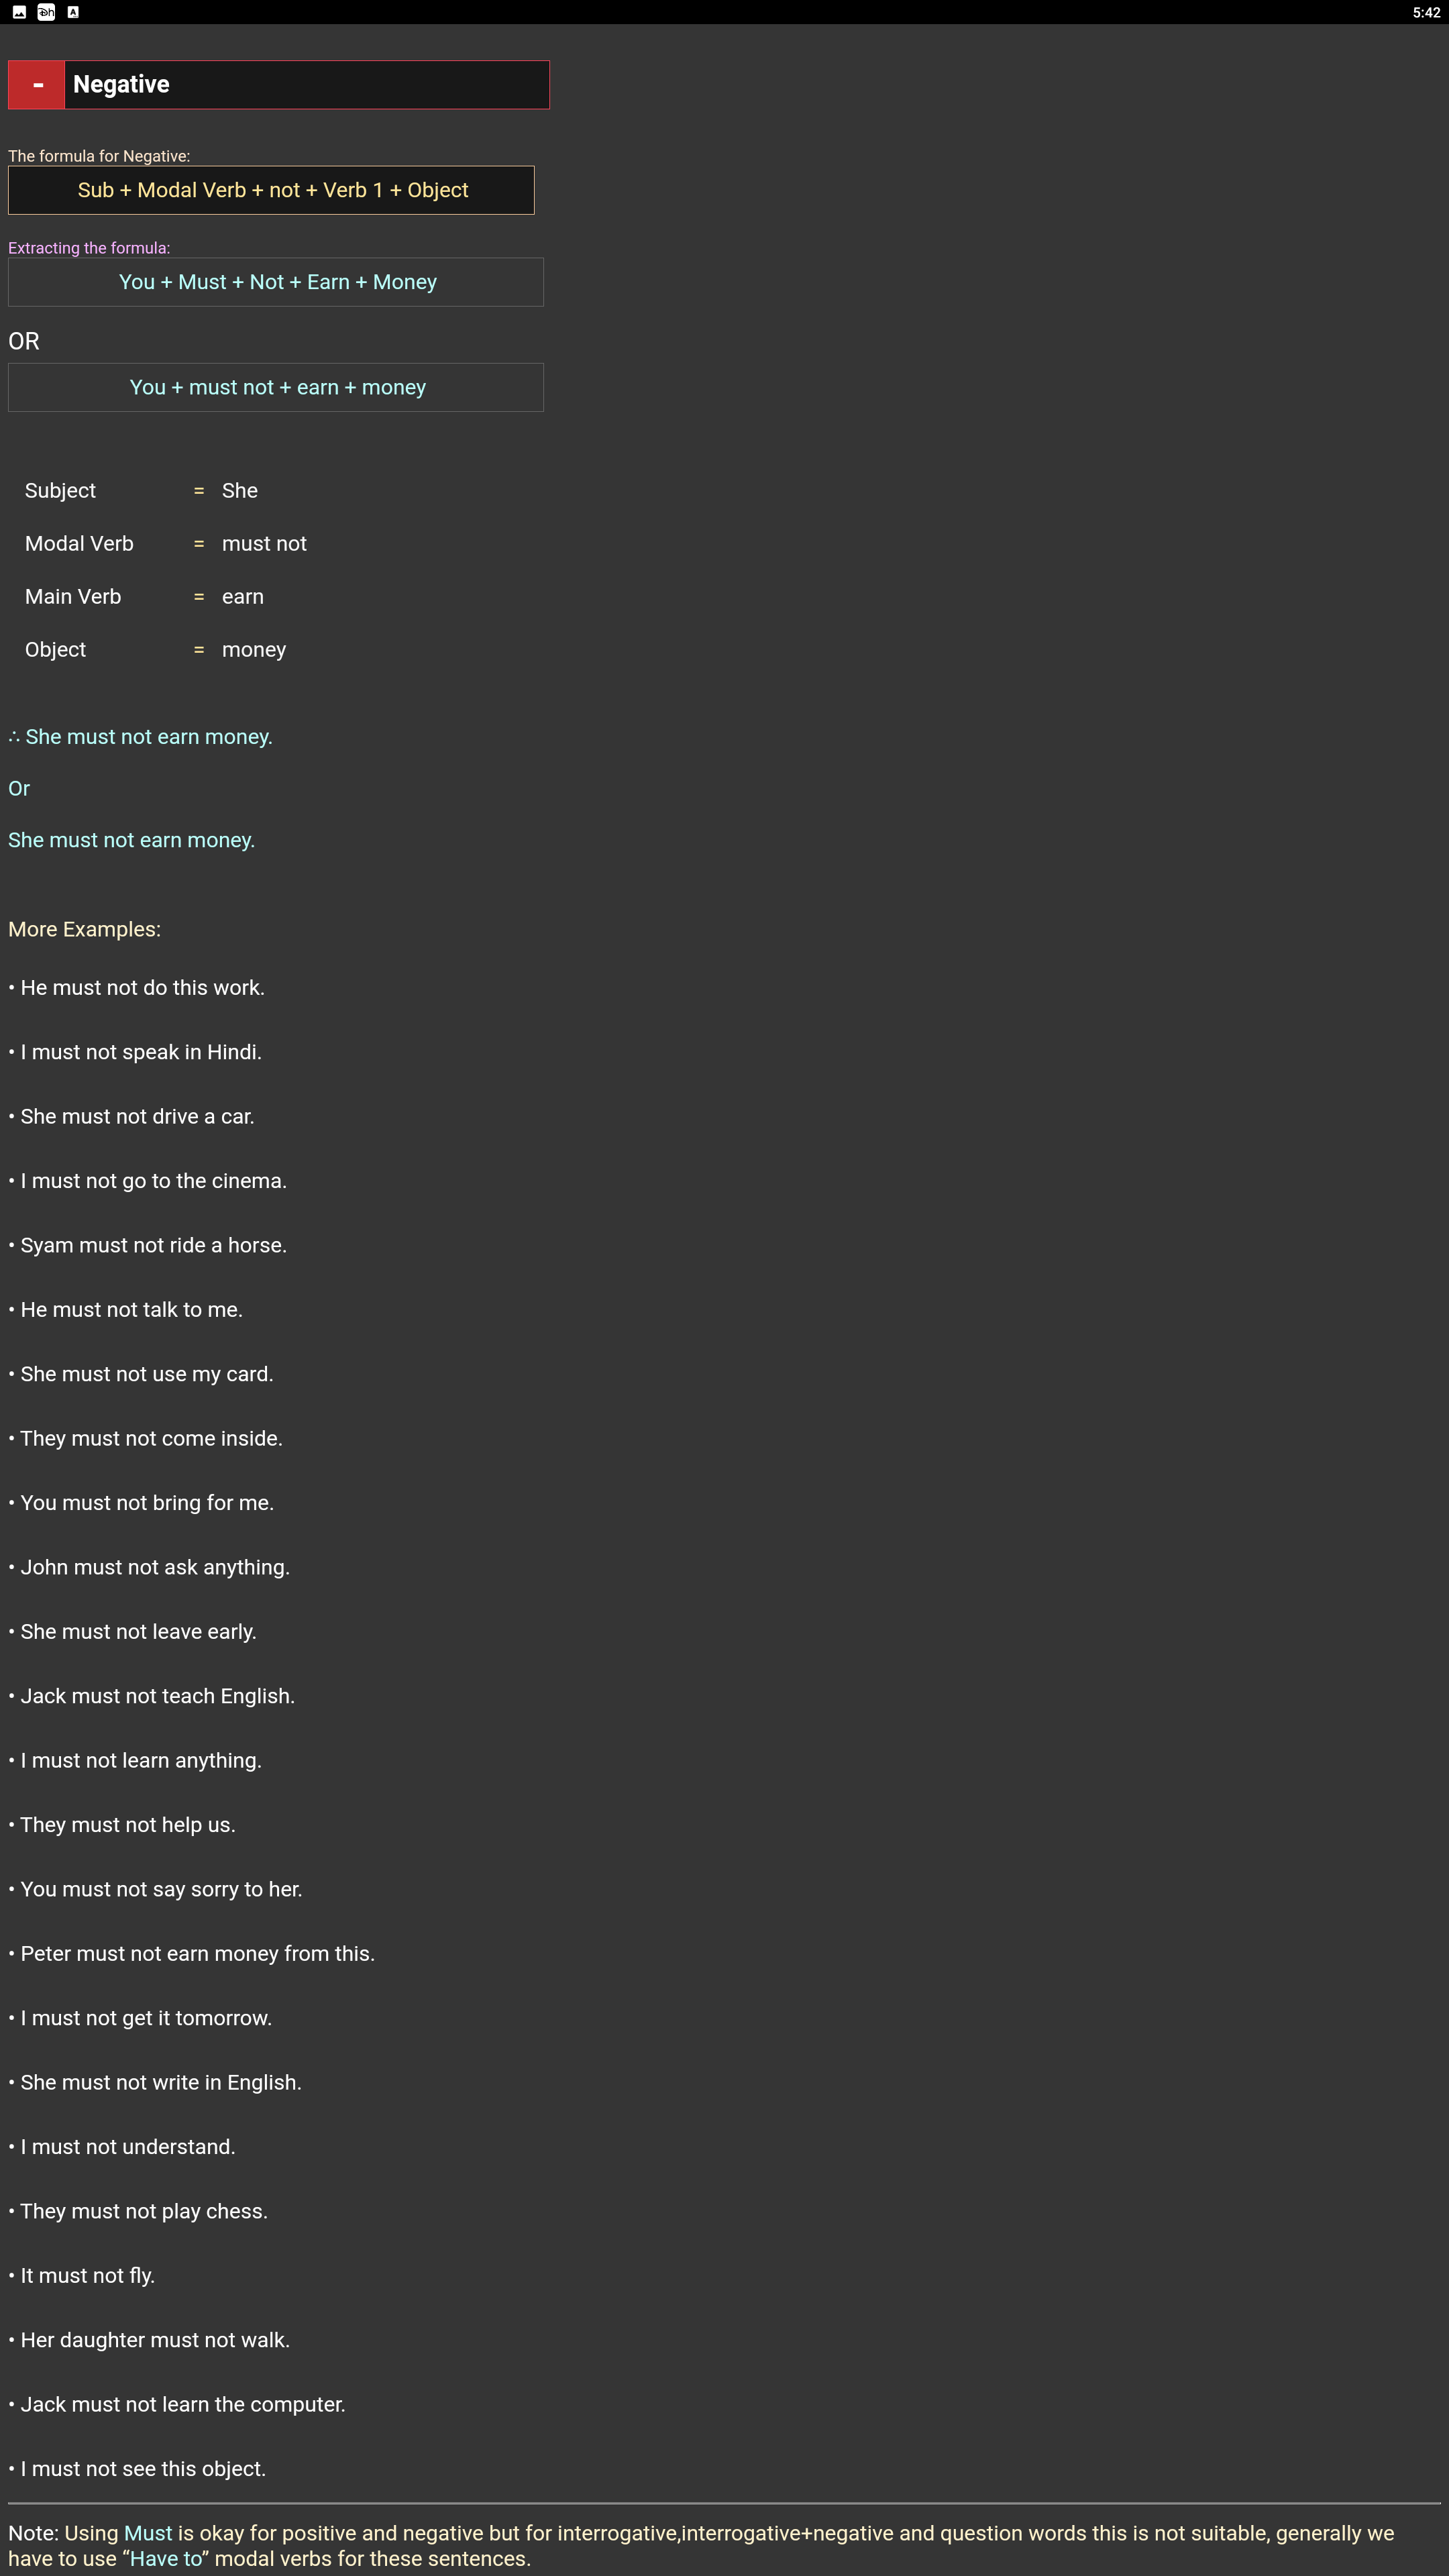 5:42
- Negative
The formula for Negative:
Sub + Modal Verb + not + Verb 1 + Object
Extracting the formula:
You + Must + Not + Earn + Money
OR
You + must not + earn + money
Subject = She
Modal Verb = must not
Main Verb = earn
Object = money
∴ She must not earn money.
Or
She must not earn money.
More Examples:
• He must not do this work.
• I must not speak in Hindi.
• She must not drive a car.
• I must not go to the cinema.
• Syam must not ride a horse.
• He must not talk to me.
• She must not use my card.
• They must not come inside.
• You must not bring for me.
• John must not ask anything.
• She must not leave early.
• Jack must not teach English.
• I must not learn anything.
• They must not help us.
• You must not say sorry to her.
• Peter must not earn money from this.
• I must not get it tomorrow.
• She must not write in English.
• I must not understand.
• They must not play chess.
• It must not fly.
• Her daughter must not walk.
• Jack must not learn the computer.
• I must not see this object.
Note: Using Must is okay for positive and negative but for interrogative,interrogative+negative and question words this is not suitable, generally we
have to use “Have to” modal verbs for these sentences.